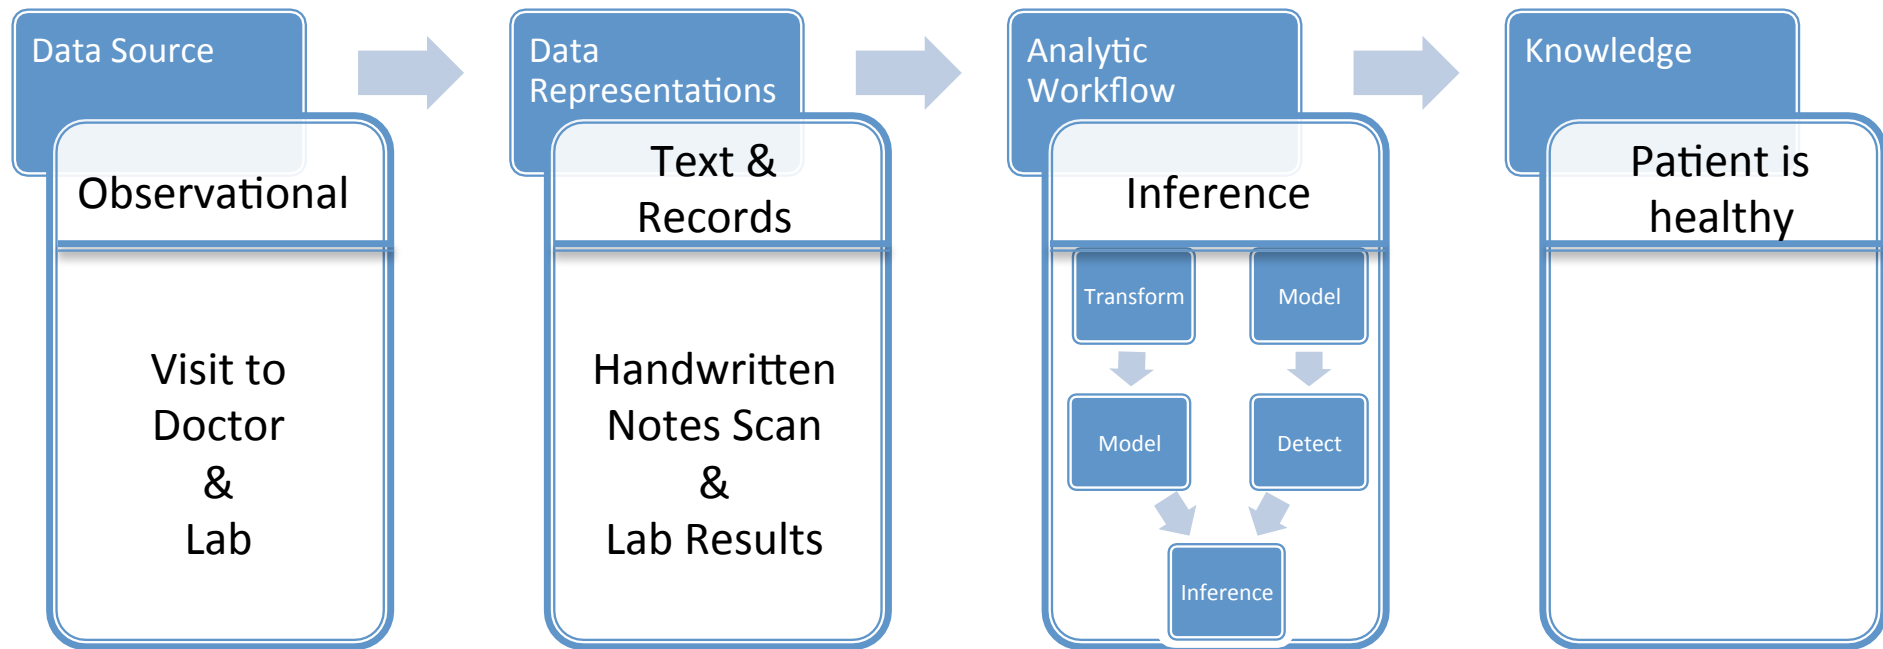 Data Source
Observational
Visit to
Doctor
&
Lab
Data
Representations
Text &
Records
Handwritten
Notes Scan
&
Lab Results
Analytic
Workflow
Inference
Transform
Model
Model
Detect
Inference
Knowledge
Patient is
healthy